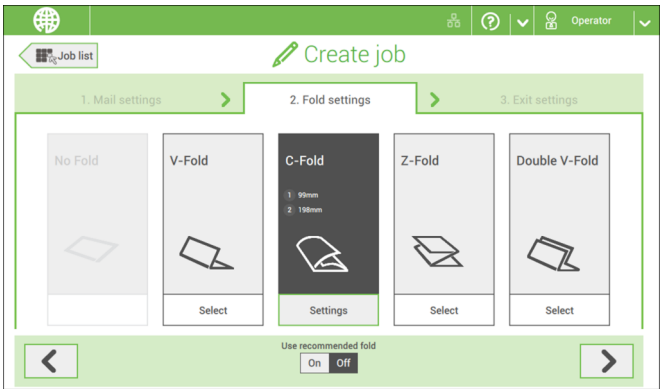 Operator
Job list
Create job
1. Mail settings
2. Fold settings
3. Exit settings
No Fold
V-Fold
C-Fold
Z-Fold
Double V-Fold
1 99mm
2 198mm
Select
Settings
Select
Select
Use recommended fold
On Off